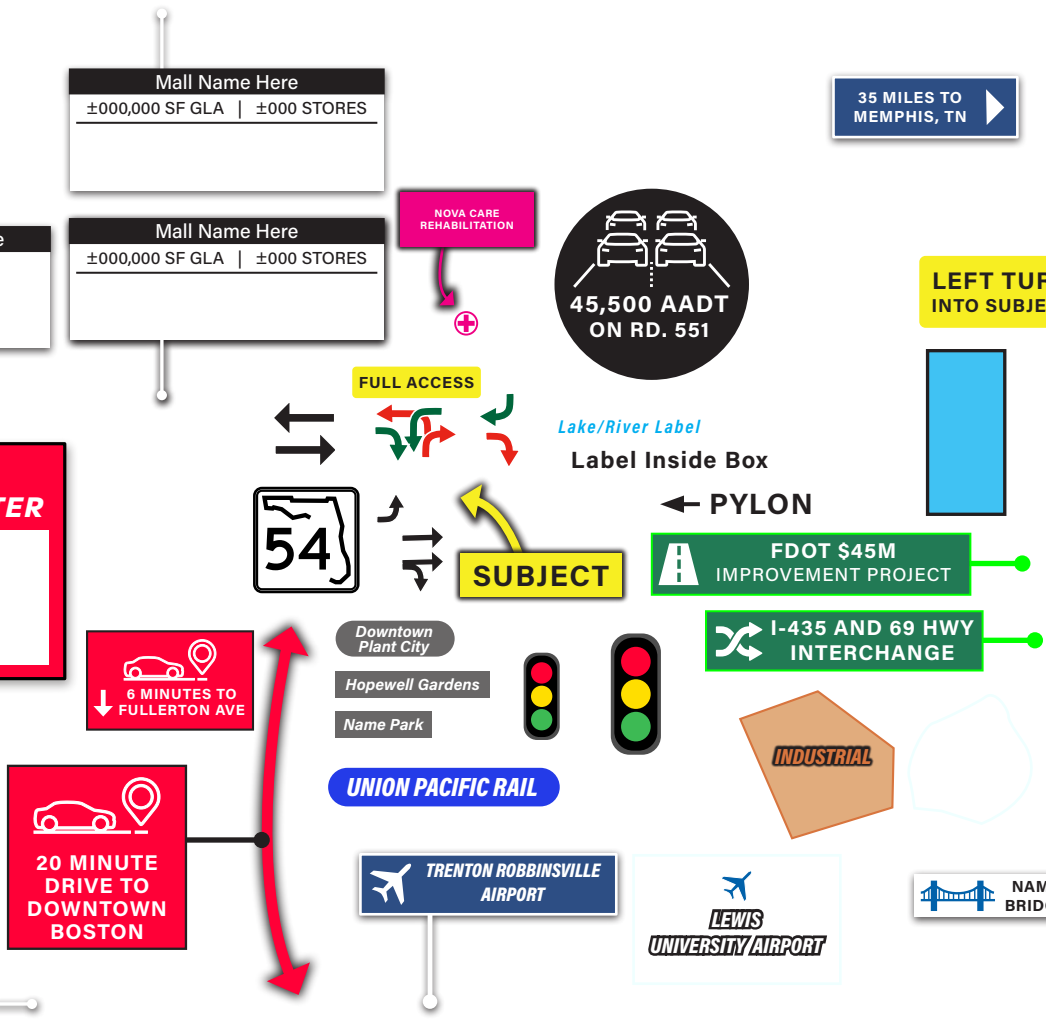 Mall Name Here
±000,000 SF GLA | ±000 STORES
35 MILES TO
MEMPHIS, TN
NOVA CARE
REHABILITATION
Mall Name Here
±000,000 SF GLA | ±000 STORES
45,500 AADT
ON RD. 551
LEFT TUR
INTO SUBJE
FULL ACCESS
Lake/River Label
Label Inside Box
TER
PYLON
54
SUBJECT
FDOT $45M
IMPROVEMENT PROJECT
I-435 AND 69 HWY
INTERCHANGE
Downtown
Plant City
Hopewell Gardens
Name Park
6 MINUTES TO
FULLERTON AVE
INDUSTRIAL
UNION PACIFIC RAIL
20 MINUTE
DRIVE TO
DOWNTOWN
BOSTON
TRENTON ROBBINSVILLE
AIRPORT
LEWIS
UNIVERSITY AIRPORT
NAM
BRIDG